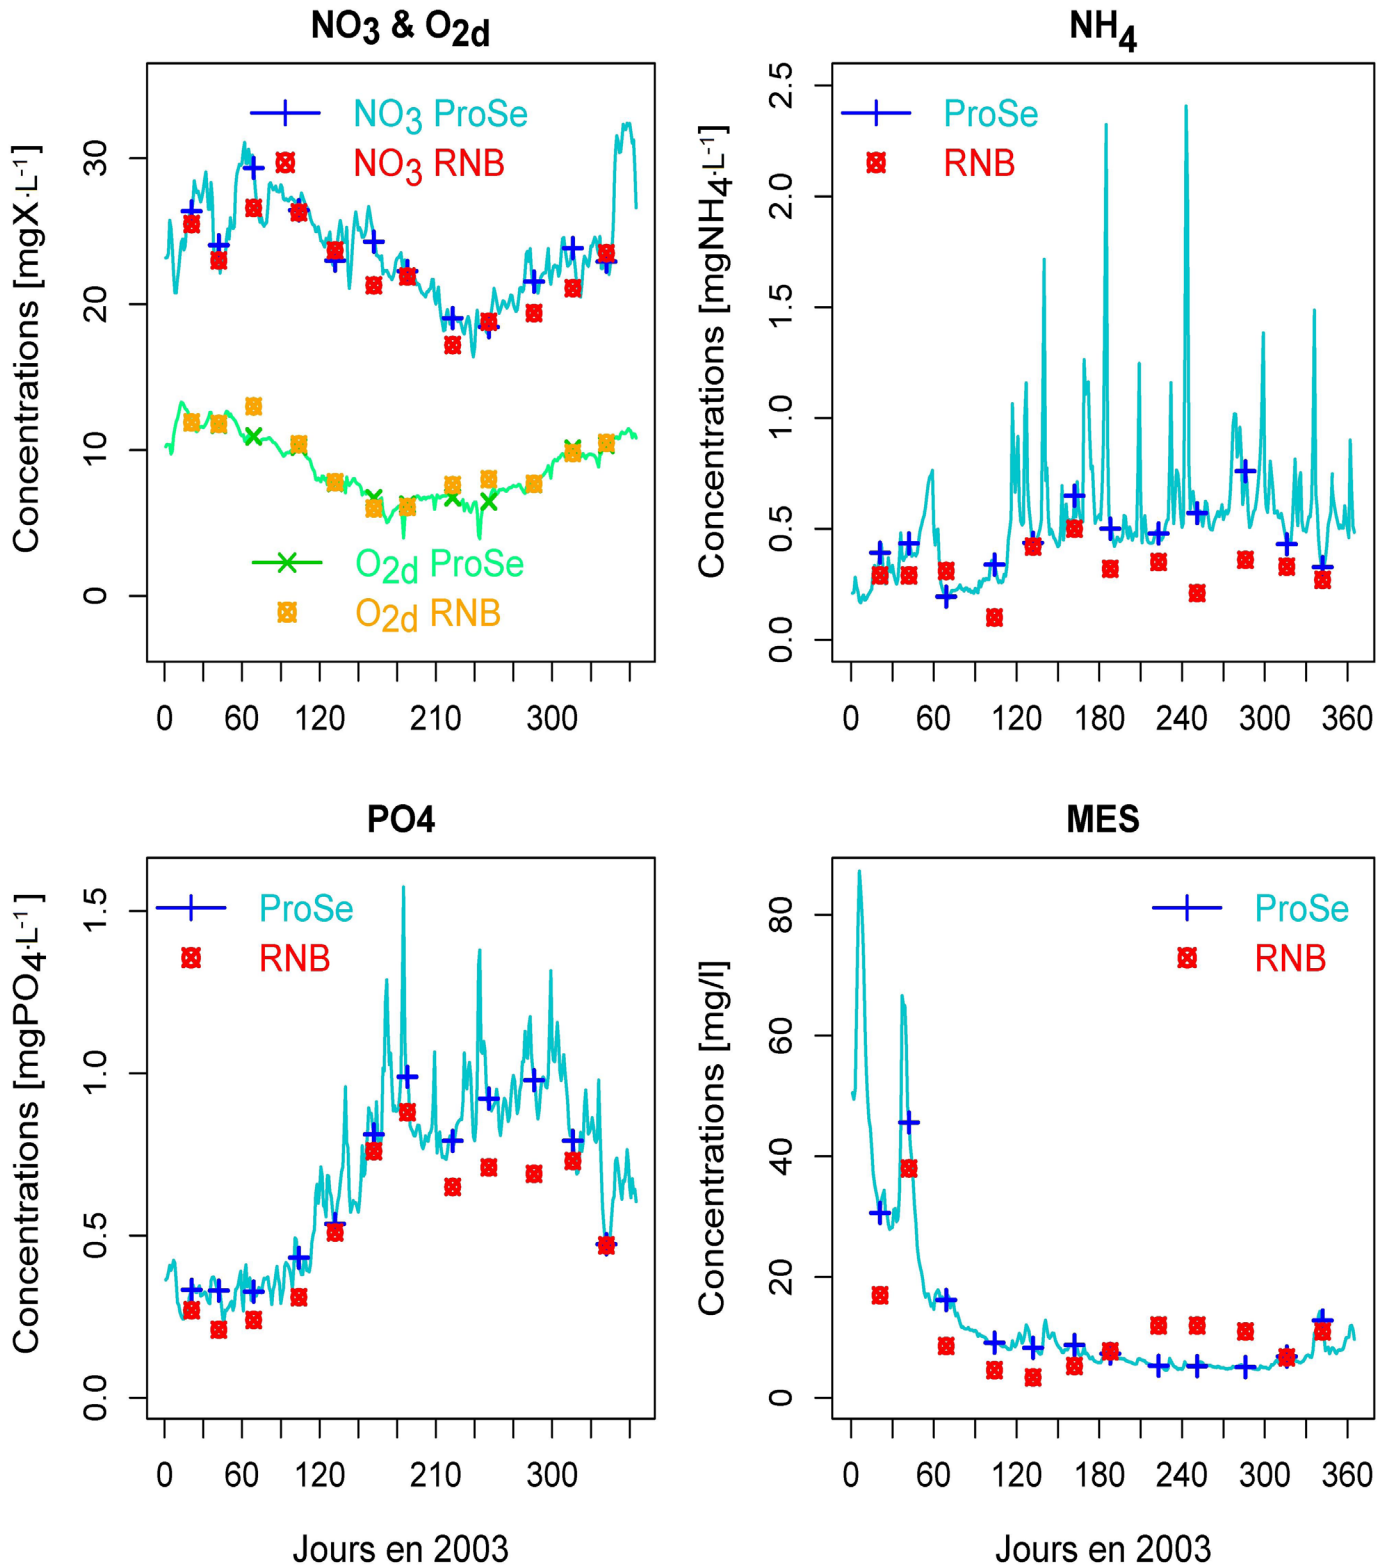 NO3 & O2d
Concentrations [mgX·L-1]
NO3 ProSe
NO3 RNB
O2d ProSe
O2d RNB
30
20
10
0
0 60 120 210 300
NH4
Concentrations [mgNH4·L-1]
ProSe
RNB
2.5
2.0
1.5
1.0
0.5
0.0
0 60 120 180 240 300 360
PO4
Concentrations [mgPO4·L-1]
ProSe
RNB
1.5
1.0
0.5
0.0
0 60 120 210 300
Jours en 2003
MES
Concentrations [mg/l]
ProSe
RNB
80
60
40
20
0
0 60 120 180 240 300 360
Jours en 2003